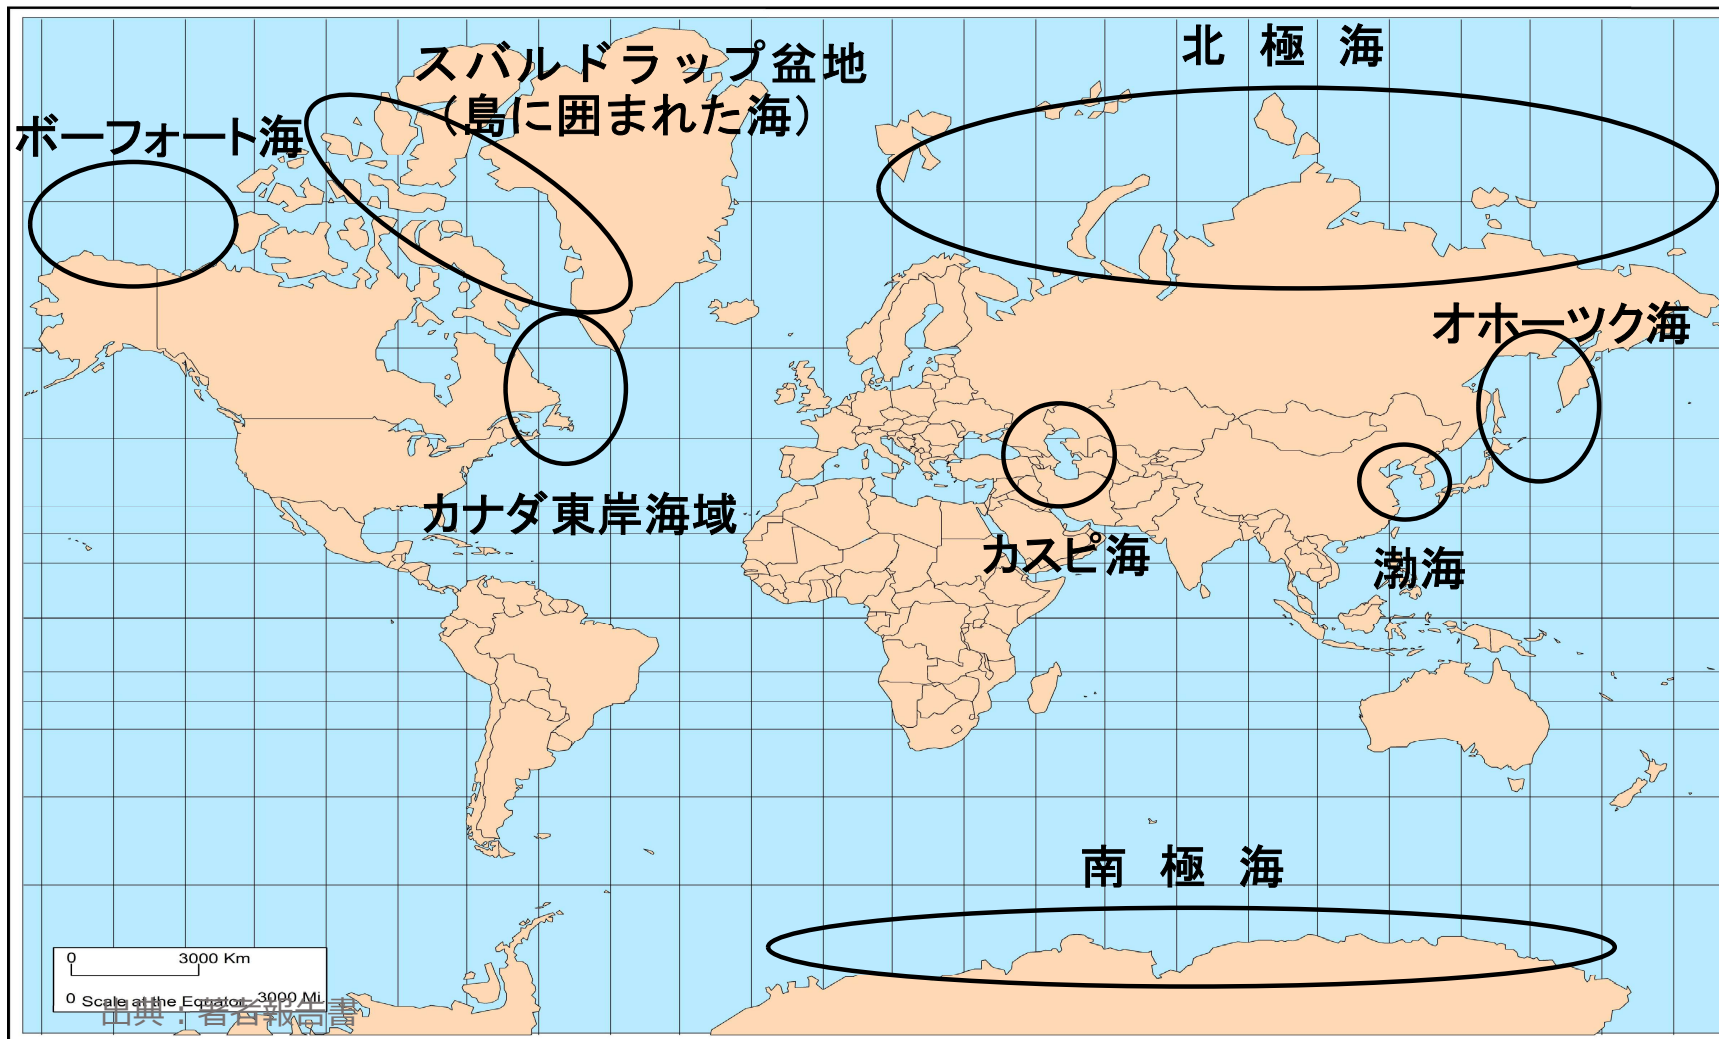 北極海
スバルドラップ盆地
（島に囲まれた海）
ボーフォート海
オホーツク海
カナダ東岸海域
カスピ海
渤海
南極海
0 3000 Km
0 Scale at the Equator 3000 Mi
出典：著者報告書